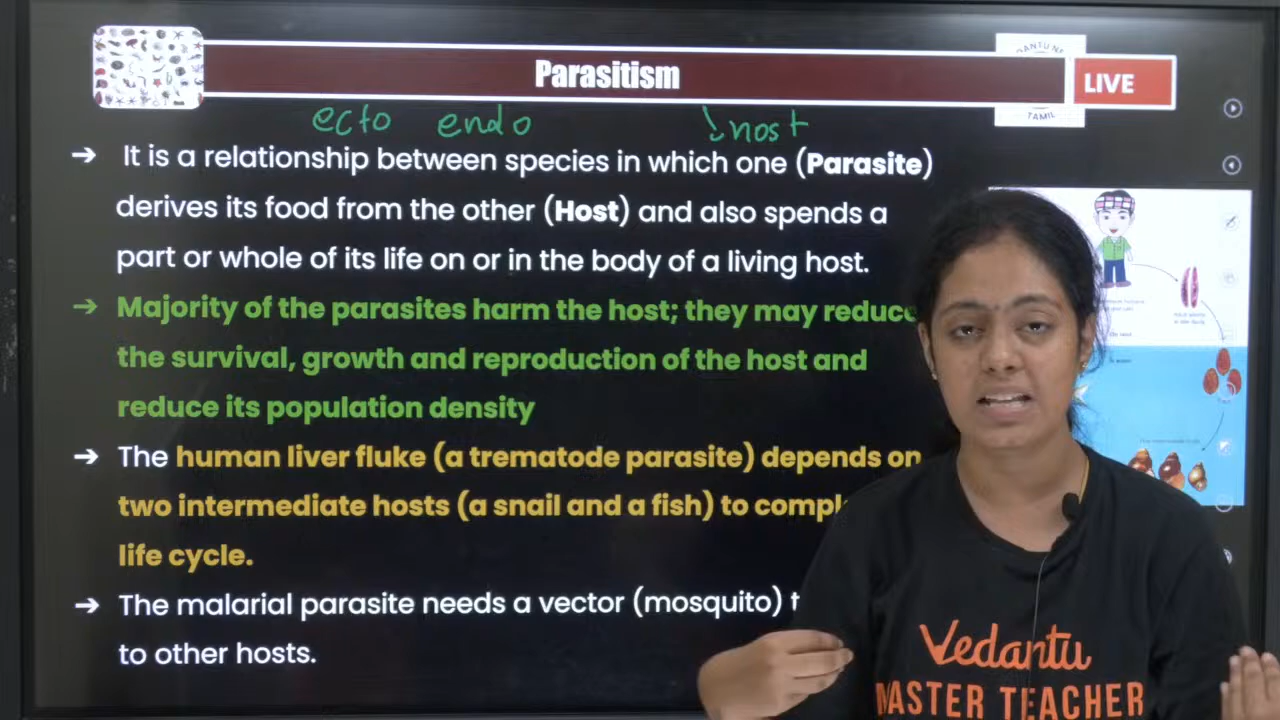 Parasitism
LIVE
TAMIL
ecto endo host
→ It is a relationship between species in which one (Parasite)
derives its food from the other (Host) and also spends a
part or whole of its life on or in the body of a living host.
→ Majority of the parasites harm the host; they may reduce
the survival, growth and reproduction of the host and
reduce its population density
→ The human liver fluke (a trematode parasite) depends on
two intermediate hosts (a snail and a fish) to compl
life cycle.
→ The malarial parasite needs a vector (mosquito) t
to other hosts.
Vedantu
MASTER TEACHER